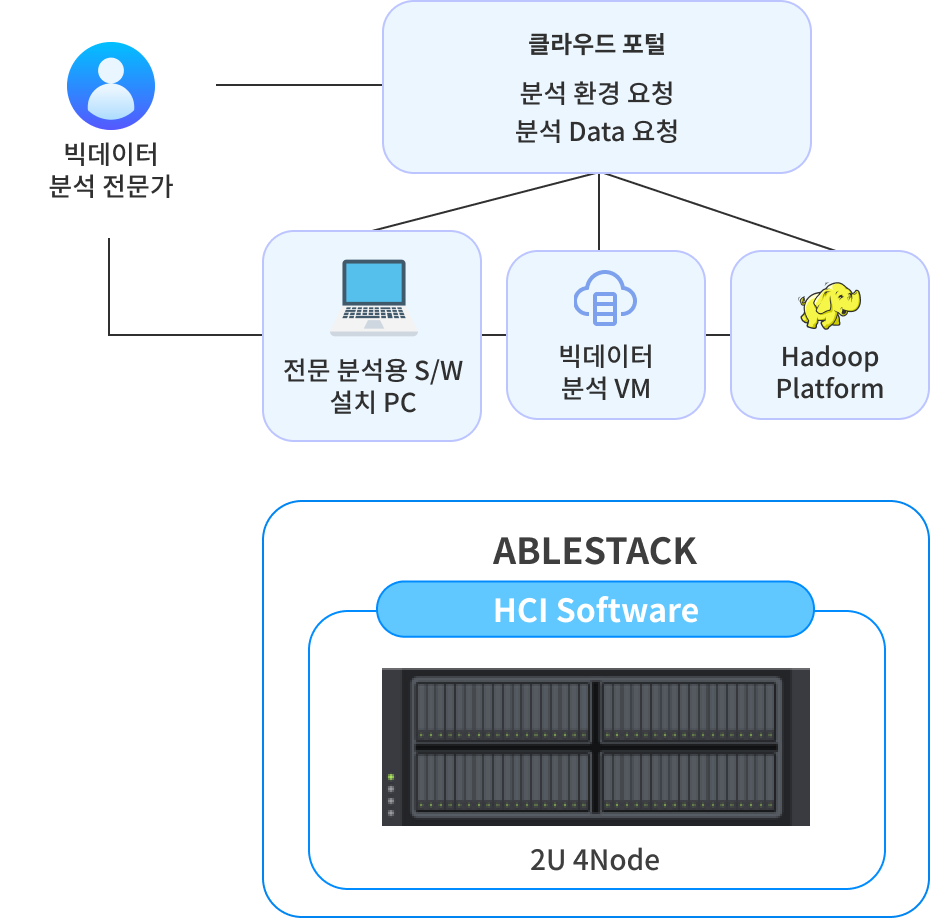 클라우드 포털
분석 환경 요청
분석 Data 요청
빅데이터
분석 전문가
전문 분석용 S/W
설치 PC
빅데이터
분석 VM
Hadoop
Platform
ABLESTACK
HCI Software
2U 4Node